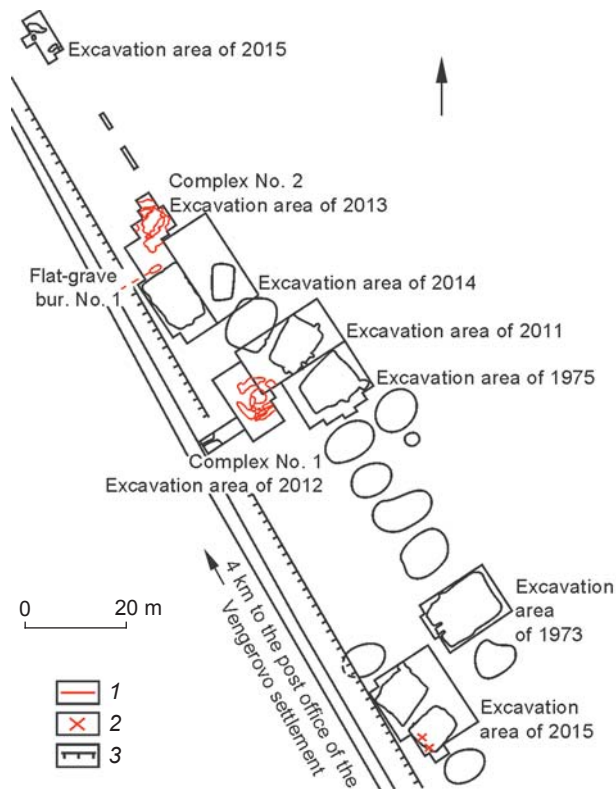 Excavation area of 2015
Complex No. 2
Excavation area of 2013
Flat-grave
bur. No. 1
Excavation area of 2014
Excavation area of 2011
Excavation area of 1975
Complex No. 1
Excavation area of 2012
4 km to the post office of the
Vengerovo settlement
Excavation
area
of 1973
0 20 m
1
2
3
Excavation
area of 2015